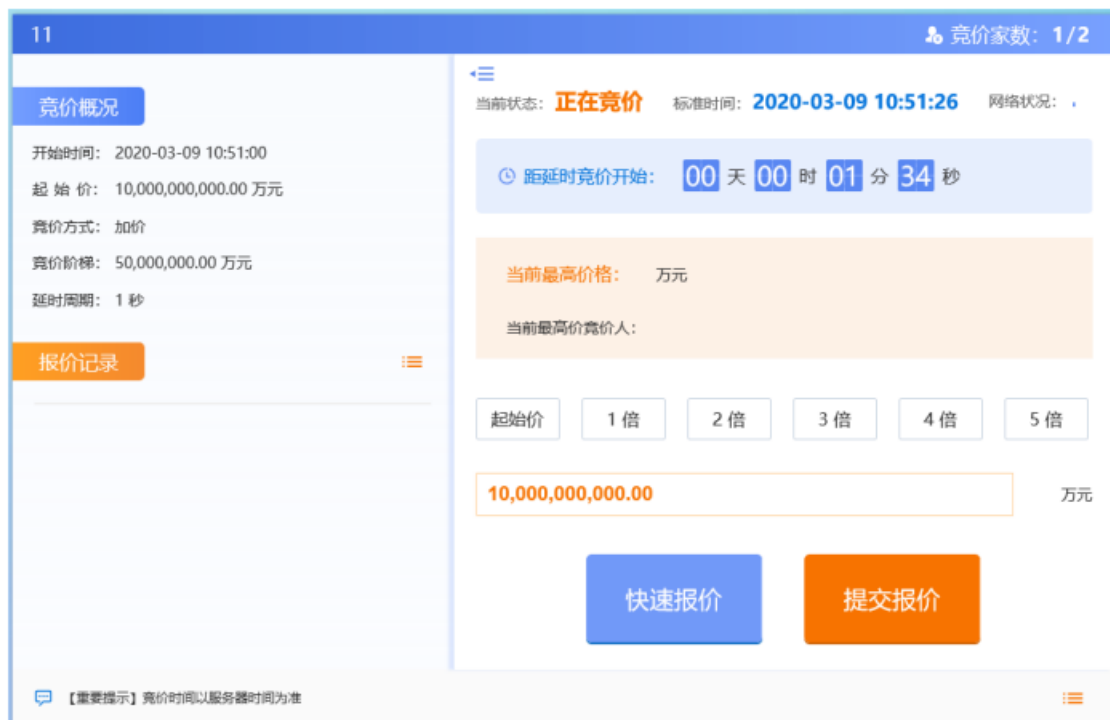 11
竞价家数：1/2
竞价概况
开始时间： 2020-03-09 10:51:00
起 始 价： 10,000,000,000.00 万元
竞价方式： 加价
竞价阶梯： 50,000,000.00 万元
延时周期： 1 秒
报价记录
当前状态：正在竞价 标准时间：2020-03-09 10:51:26 网络状况：
距延时竞价开始： 00 天 00 时 01 分 34 秒
当前最高价格： 万元
当前最高价竞价人：
起始价 1 倍 2 倍 3 倍 4 倍 5 倍
10,000,000,000.00 万元
快速报价 提交报价
【重要提示】竞价时间以服务器时间为准